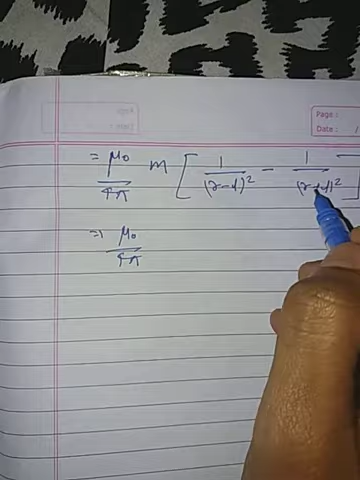 Page :
Date : /
= μ₀/4π m [ 1/(r-d)² - 1/(r+d)² ]
=) μ₀/4π